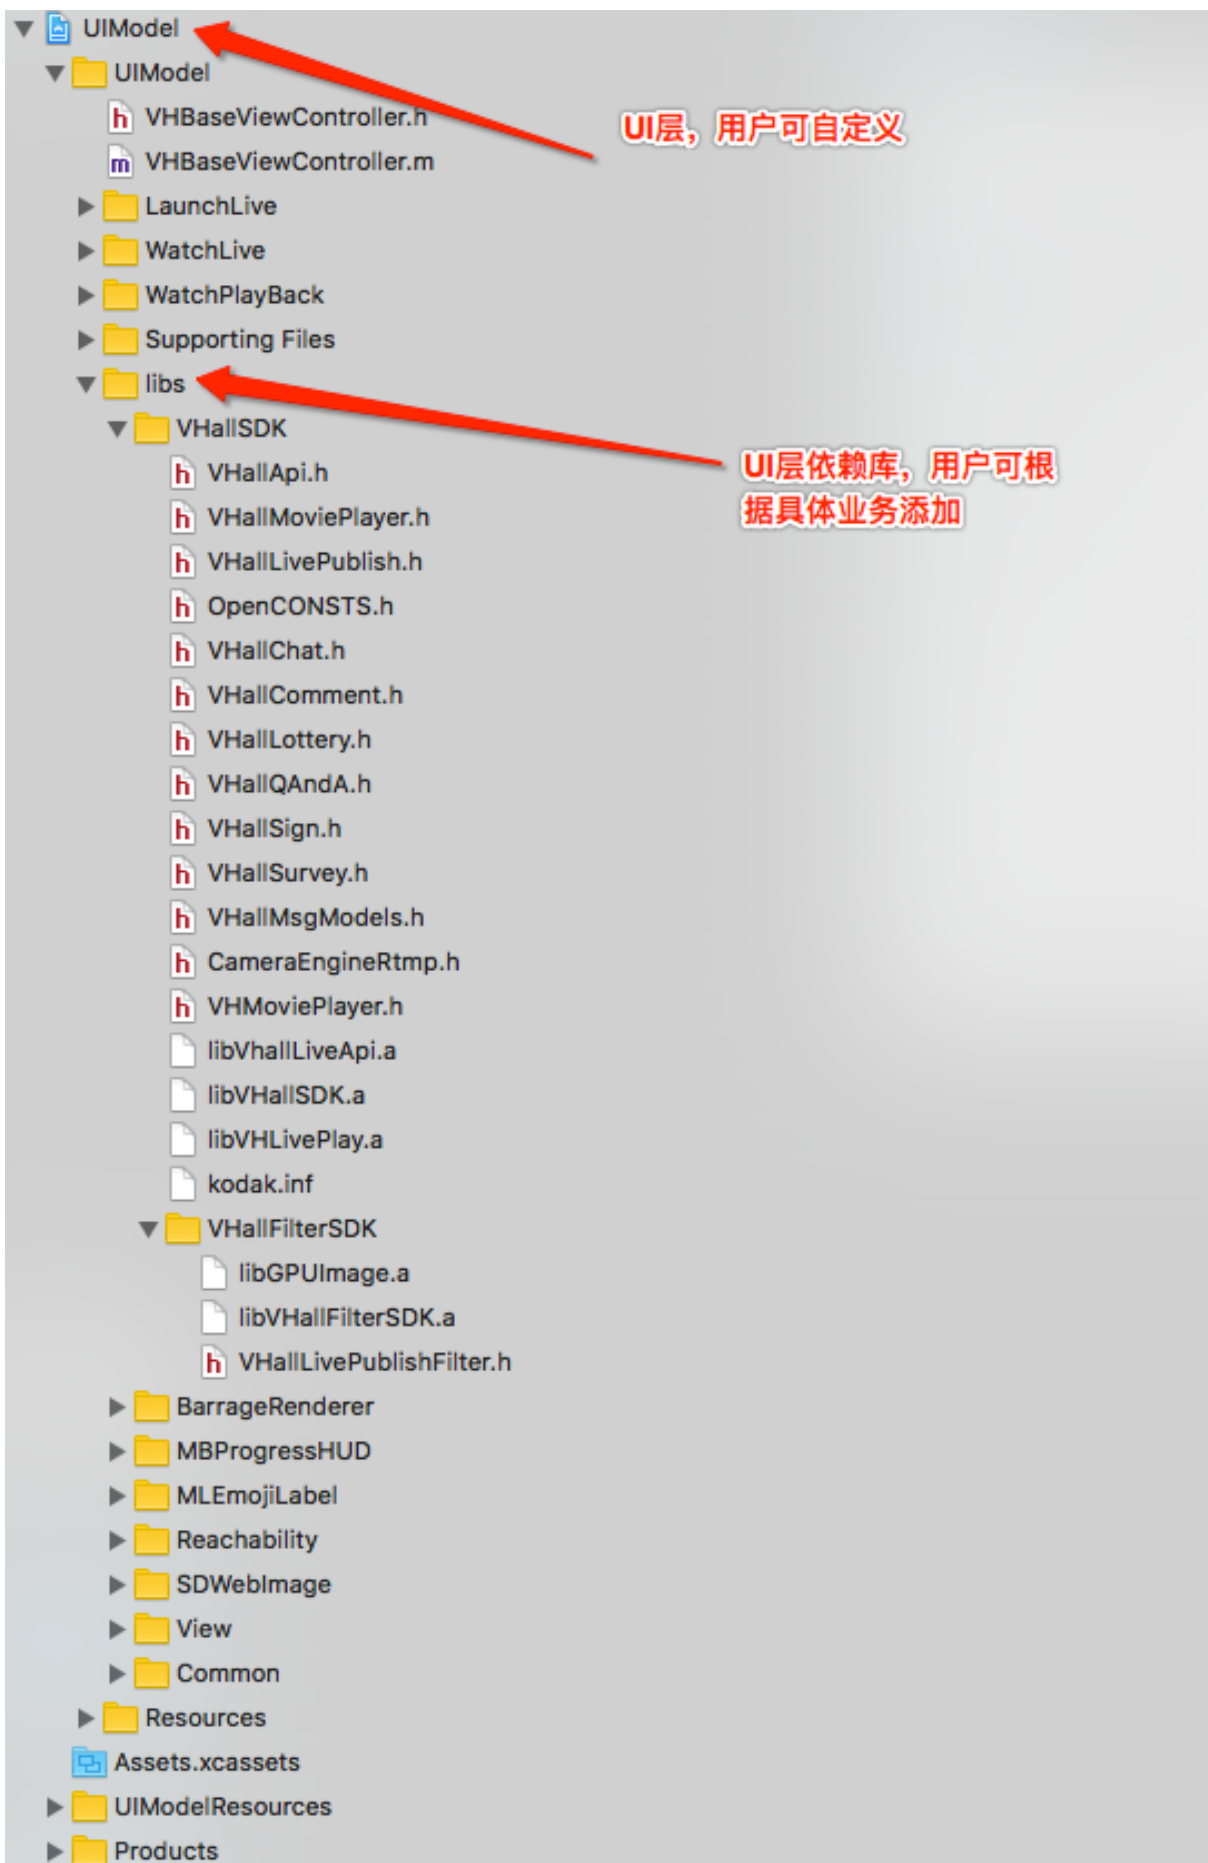 UIModel
UIModel
h VHBaseViewController.h
m VHBaseViewController.m
UI层，用户可自定义
LaunchLive
WatchLive
WatchPlayBack
Supporting Files
libs
VHallSDK
h VHallApi.h
UI层依赖库，用户可根
据具体业务添加
h VHallMoviePlayer.h
h VHallLivePublish.h
h OpenCONSTS.h
h VHallChat.h
h VHallComment.h
h VHallLottery.h
h VHallQAndA.h
h VHallSign.h
h VHallSurvey.h
h VHallMsgModels.h
h CameraEngineRtmp.h
h VHMoviePlayer.h
libVhallLiveApi.a
libVHallSDK.a
libVHLivePlay.a
kodak.inf
VHallFilterSDK
libGPUImage.a
libVHallFilterSDK.a
h VHallLivePublishFilter.h
BarrageRenderer
MBProgressHUD
MLEmojiLabel
Reachability
SDWebImage
View
Common
Resources
Assets.xcassets
UIModelResources
Products